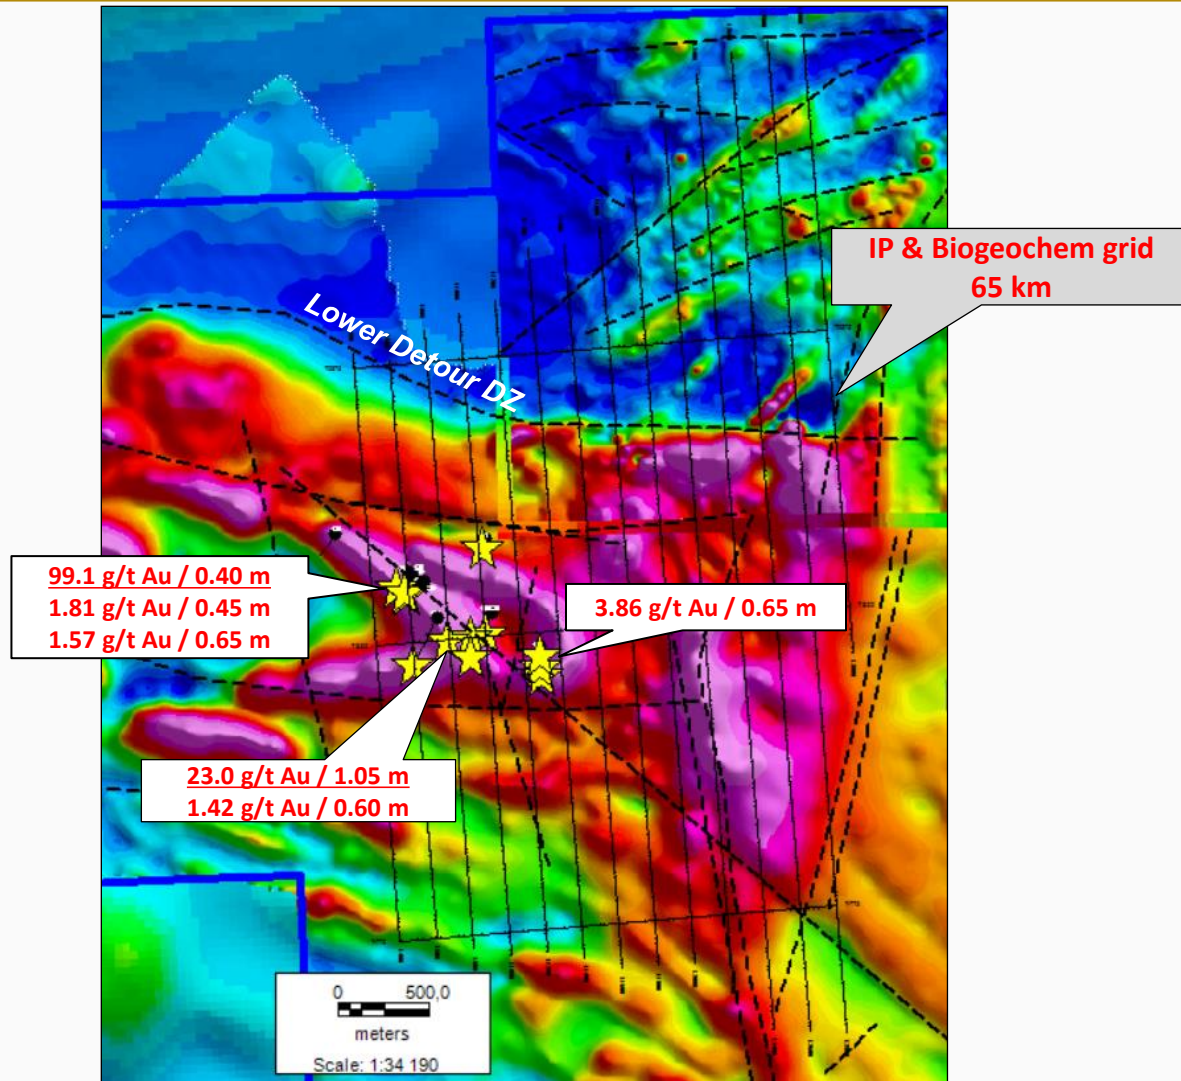 IP & Biogeochem grid
65 km
Lower Detour DZ
99.1 g/t Au / 0.40 m
1.81 g/t Au / 0.45 m
1.57 g/t Au / 0.65 m
3.86 g/t Au / 0.65 m
23.0 g/t Au / 1.05 m
1.42 g/t Au / 0.60 m
0 500,0
meters
Scale: 1:34 190